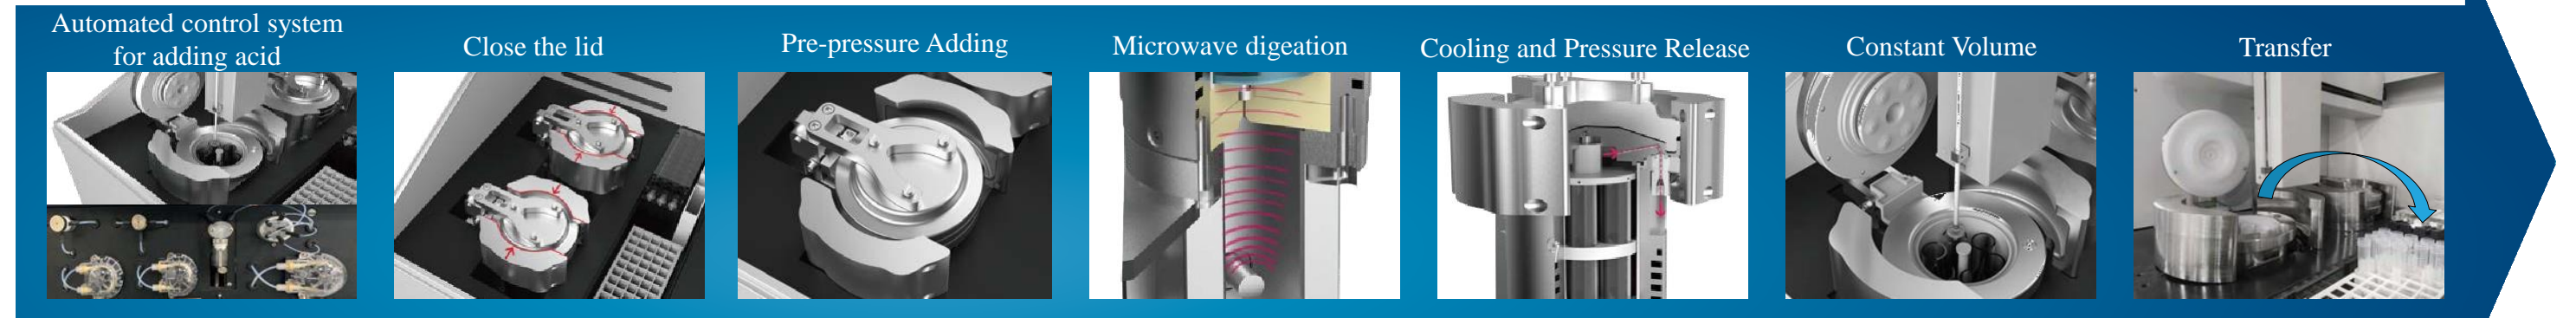 Automated control system
for adding acid
Close the lid
Pre-pressure Adding
Microwave digeation
Cooling and Pressure Release
Constant Volume
Transfer